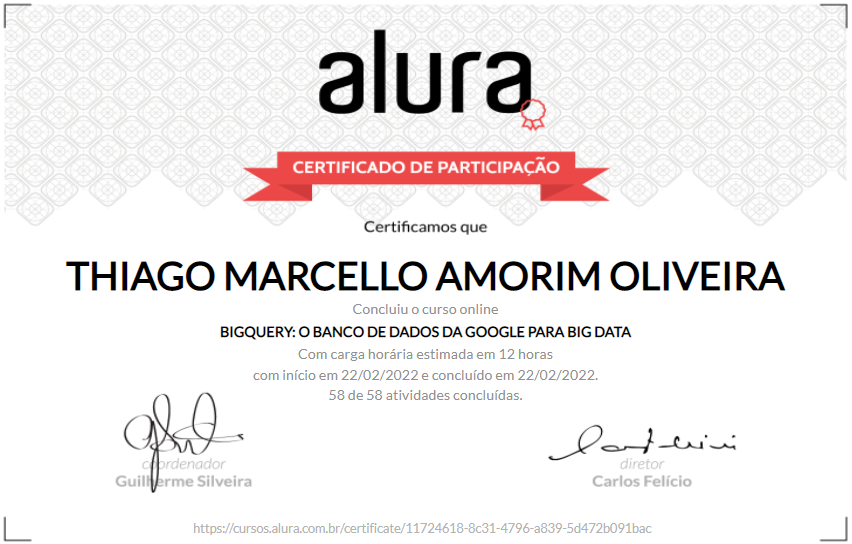 alura
CERTIFICADO DE PARTICIPAÇÃO
Certificamos que
THIAGO MARCELLO AMORIM OLIVEIRA
Concluiu o curso online
BIGQUERY: O BANCO DE DADOS DA GOOGLE PARA BIG DATA
Com carga horária estimada em 12 horas
com início em 22/02/2022 e concluído em 22/02/2022.
58 de 58 atividades concluídas.
coordenador
Guilherme Silveira
diretor
Carlos Felício
https://cursos.alura.com.br/certificate/11724618-8c31-4796-a839-5d472b091bac